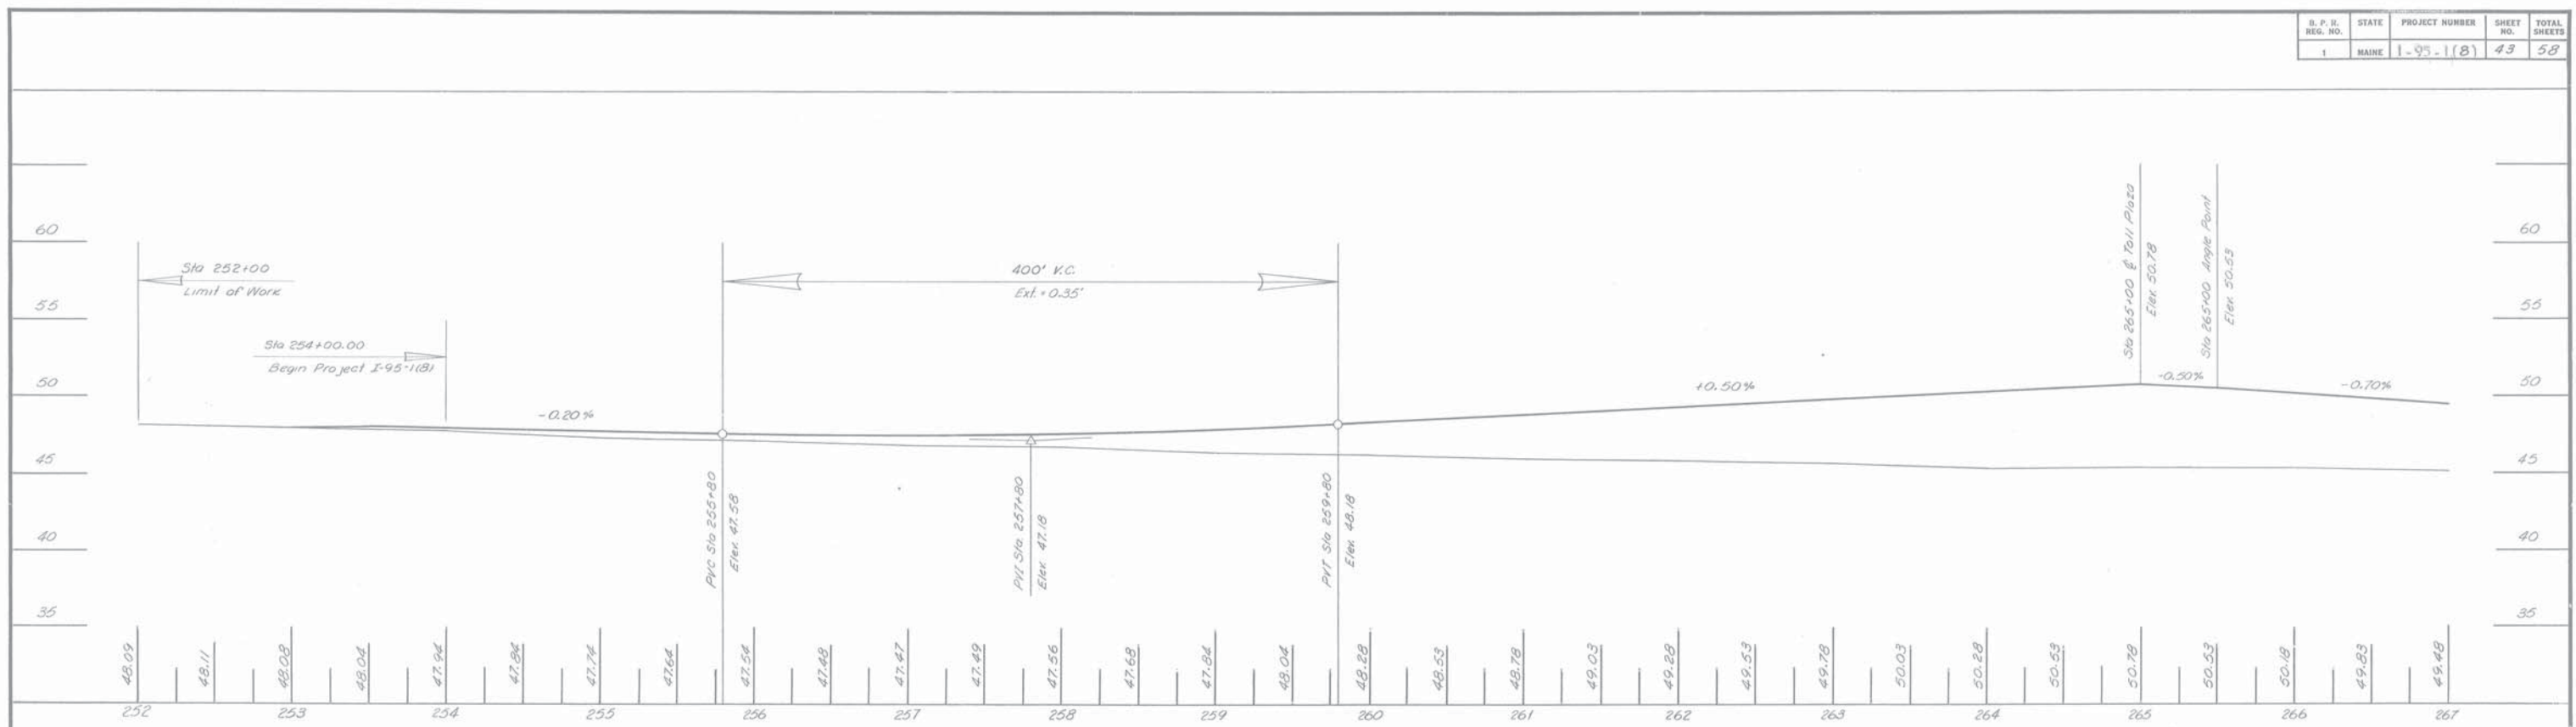 B. P. R. REG. NO. STATE PROJECT NUMBER SHEET NO. TOTAL SHEETS
1 MAINE I-95-1(8) 43 58
60 60
55 55
50 50
45 45
40 40
35 35
Sta 252+00
Limit of Work
Sta 254+00.00
Begin Project I-95-1(8)
400' V.C.
Ext. = 0.35'
-0.20%
+0.50%
-0.50%
-0.70%
PVC Sta 255+80
Elev. 47.58
PVI Sta. 257+80
Elev. 47.18
PVT Sta 259+80
Elev. 48.18
Sta 265+00 ℄ Toll Plaza
Elev. 50.78
Sta 265+00 Angle Point
Elev. 50.53
48.09 48.11 48.08 48.04 47.94 47.84 47.74 47.64 47.54 47.48 47.47 47.49 47.56 47.68 47.84 48.04 48.28 48.53 48.78 49.03 49.28 49.53 49.78 50.03 50.28 50.53 50.78 50.53 50.18 49.83 49.48
252 253 254 255 256 257 258 259 260 261 262 263 264 265 266 267